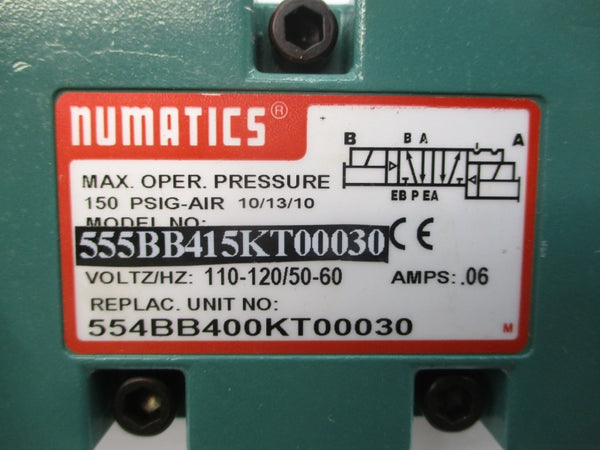 NUMATICS®
B B A A
EB P EA
MAX. OPER. PRESSURE
150 PSIG-AIR 10/13/10
MODEL NO:
555BB415KT00030 CE
VOLTZ/HZ: 110-120/50-60 AMPS: .06
REPLAC. UNIT NO:
554BB400KT00030
M